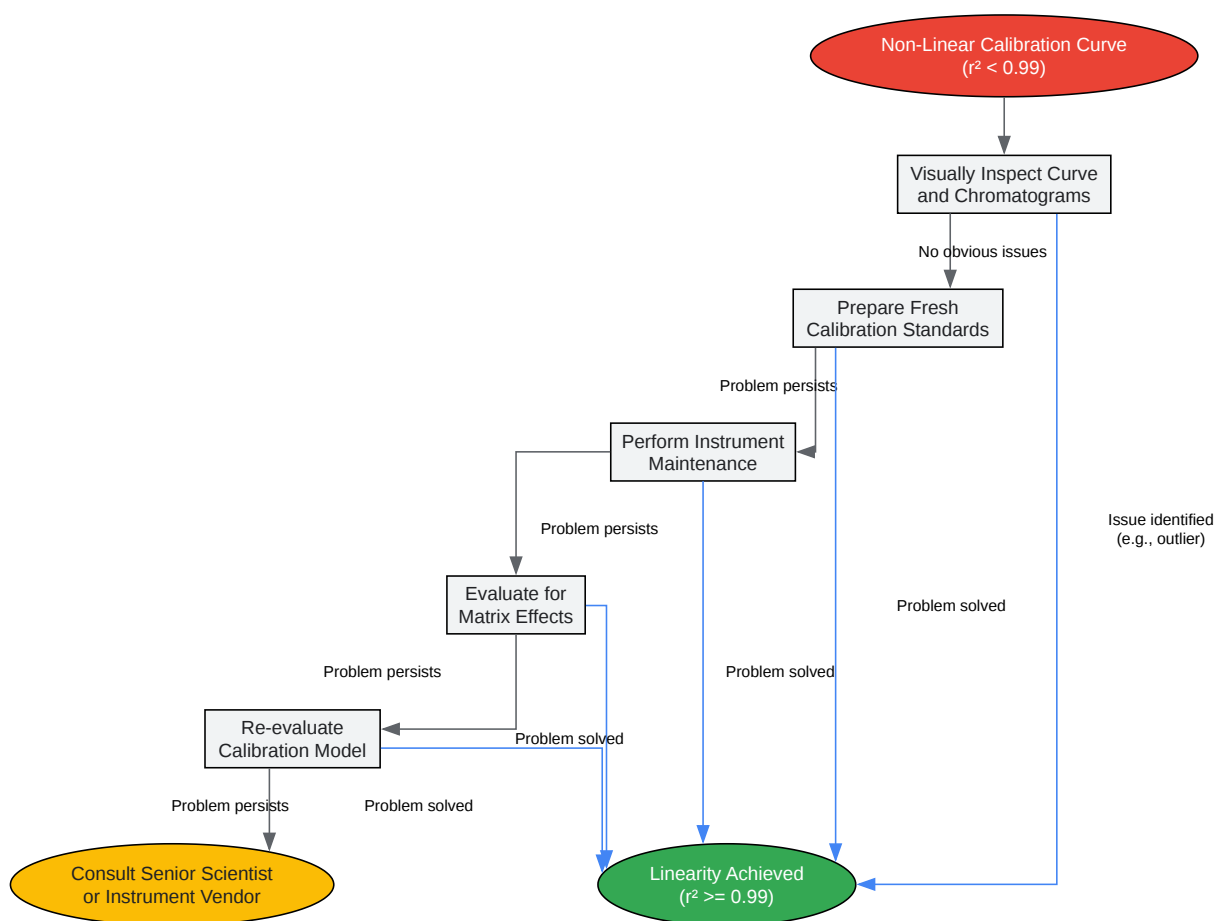 Non-Linear Calibration Curve
(r² < 0.99)
Visually Inspect Curve
and Chromatograms
No obvious issues
Prepare Fresh
Calibration Standards
Problem persists
Perform Instrument
Maintenance
Issue identified
(e.g., outlier)
Problem persists
Evaluate for
Matrix Effects
Problem solved
Problem persists
Problem solved
Re-evaluate
Calibration Model
Problem solved
Problem persists
Problem solved
Consult Senior Scientist
or Instrument Vendor
Linearity Achieved
(r² >= 0.99)